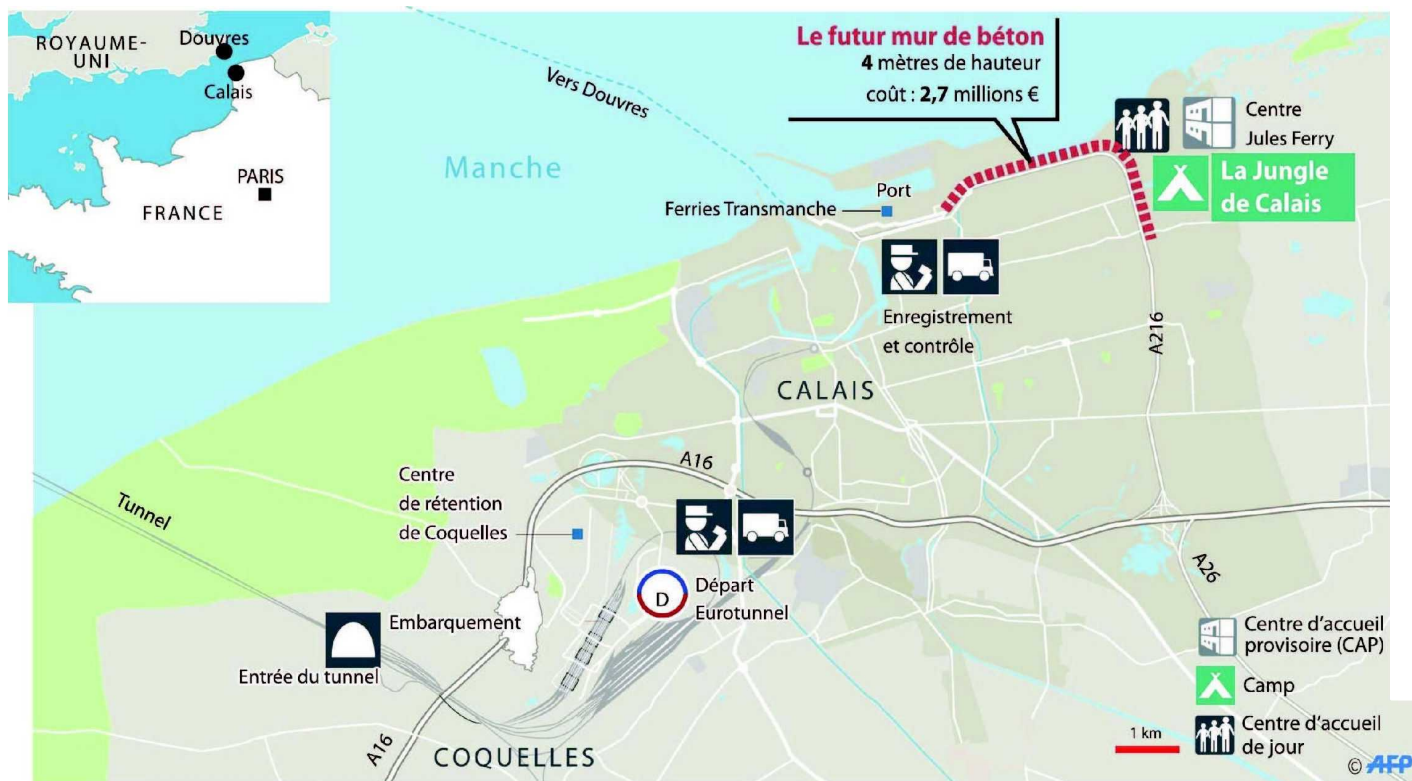 ROYAUME-
UNI
Douvres
Calais
PARIS
FRANCE
Vers Douvres
Manche
Le futur mur de béton
4 mètres de hauteur
coût : 2,7 millions €
Centre
Jules Ferry
La Jungle
de Calais
Port
Ferries Transmanche
Enregistrement
et contrôle
A216
CALAIS
A16
Centre
de rétention
de Coquelles
Tunnel
D
Départ
Eurotunnel
A26
Embarquement
Entrée du tunnel
A16
COQUELLES
Centre d'accueil
provisoire (CAP)
Camp
Centre d'accueil
de jour
1 km
© AFP